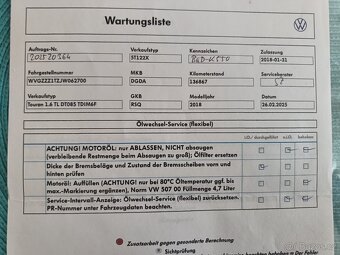 Wartungsliste
Auftrags-Nr. Verkaufstyp Kennzeichen Zulassung
5T122X 2018-01-31
Fahrgestellnummer MKB Kilometerstand Serviceberater
WVGZZZ1TZJW062700 DGDA 136867
Verkaufstyp GKB Modelljahr Datum
Touran 1.6 TL DT085 TDIM6F RSQ 2018 26.02.2025
Ölwechsel-Service (flexibel)
i.O./ durchgeführt n.i.O. behoben
ACHTUNG! MOTORÖL: nur ABLASSEN, NICHT absaugen
(verbleibende Restmenge beim Absaugen zu groß); Ölfilter ersetzen
Dicke der Bremsbeläge und Zustand der Bremsscheiben vorn und
hinten prüfen
Motoröl: Auffüllen (ACHTUNG! nur bei 80°C Öltemperatur ggf. bis
max.-Markierung ergänzen), Norm VW 507 00 Füllmenge 4,7 Liter
Service-Intervall-Anzeige: Ölwechsel-Service (flexibel) zurücksetzen.
PR-Nummer unter Fahrzeugdaten beachten.
Zusatzarbeit gegen gesonderte Berechnung
Sichtprüfung